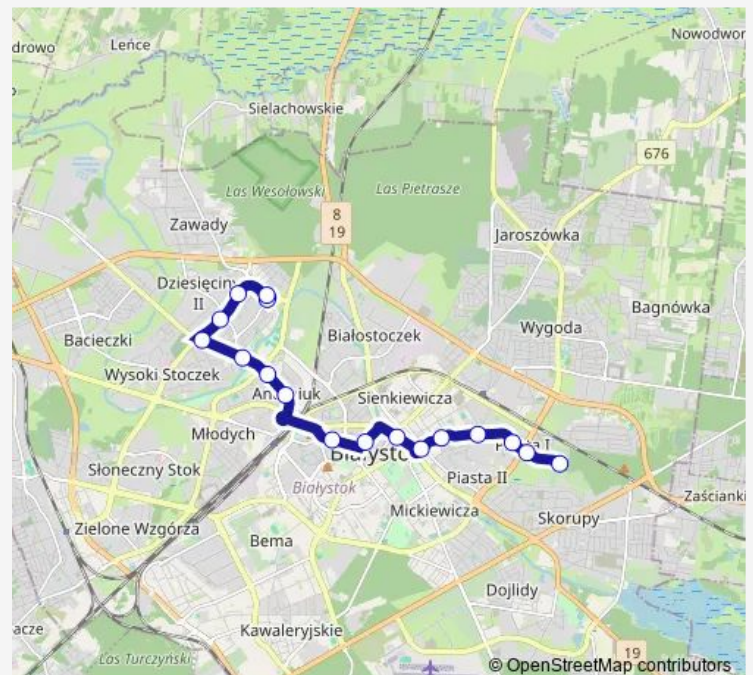 Nowodwor
drowo
Leńce
Sielachowskie
676
Las Wesołowski
Las Pietrasze
8
19
Zawady
Jaroszówka
Dziesięciny
II
Bagnówka
Białostoczek
Wygoda
Bacieczki
Wysoki Stoczek
Sienkiewicza
Młodych
Słoneczny Stok
Piasta II
Białystok
Zaścianki
Mickiewicza
Skorupy
Zielone Wzgórza
Bema
Dojlidy
acze
Kawaleryjskie
19
Las Turczyński
© OpenStreetMap contributors